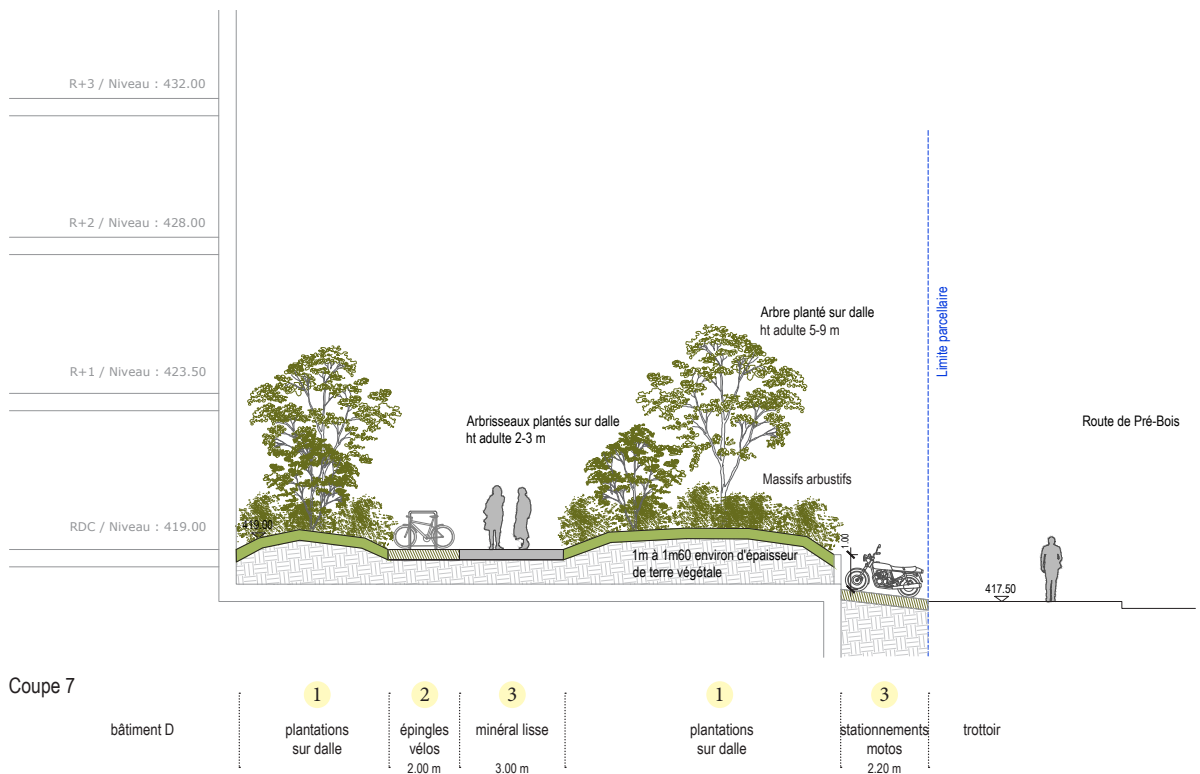 R+3 / Niveau : 432.00
R+2 / Niveau : 428.00
Arbre planté sur dalle
ht adulte 5-9 m
Limite parcellaire
R+1 / Niveau : 423.50
Arbrisseaux plantés sur dalle
ht adulte 2-3 m
Route de Pré-Bois
Massifs arbustifs
RDC / Niveau : 419.00
419.00
1.00
1m à 1m60 environ d'épaisseur
de terre végétale
417.50
Coupe 7
1
2
3
1
3
bâtiment D
plantations
sur dalle
épingles
vélos
2.00 m
minéral lisse
3.00 m
plantations
sur dalle
stationnements
motos
2.20 m
trottoir